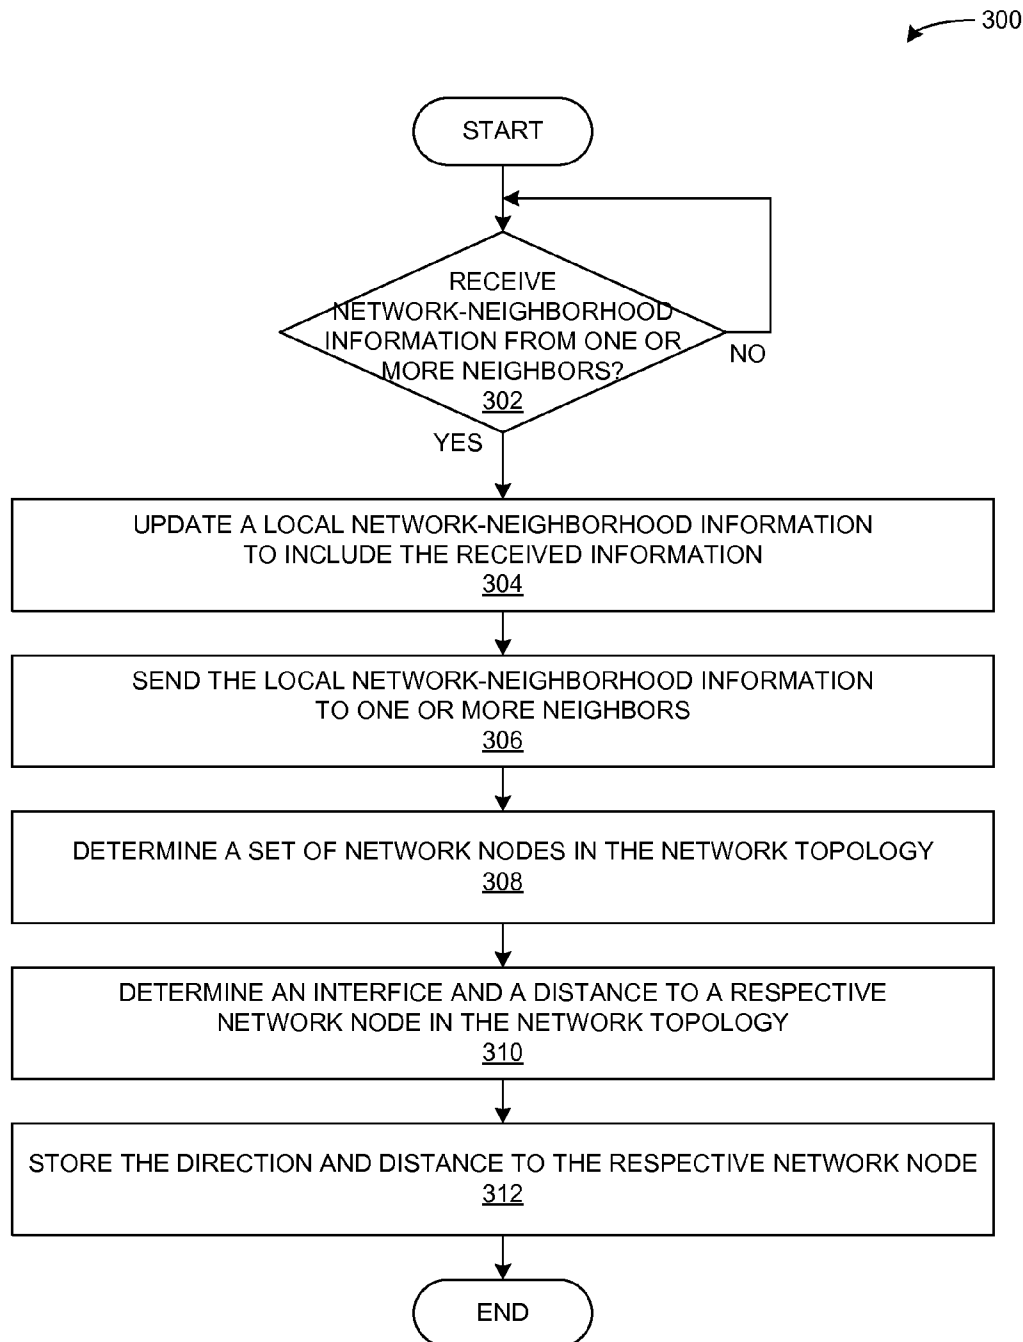 300
START
RECEIVE
NETWORK-NEIGHBORHOOD
INFORMATION FROM ONE OR
MORE NEIGHBORS?
302
NO
YES
UPDATE A LOCAL NETWORK-NEIGHBORHOOD INFORMATION
TO INCLUDE THE RECEIVED INFORMATION
304
SEND THE LOCAL NETWORK-NEIGHBORHOOD INFORMATION
TO ONE OR MORE NEIGHBORS
306
DETERMINE A SET OF NETWORK NODES IN THE NETWORK TOPOLOGY
308
DETERMINE AN INTERFICE AND A DISTANCE TO A RESPECTIVE
NETWORK NODE IN THE NETWORK TOPOLOGY
310
STORE THE DIRECTION AND DISTANCE TO THE RESPECTIVE NETWORK NODE
312
END